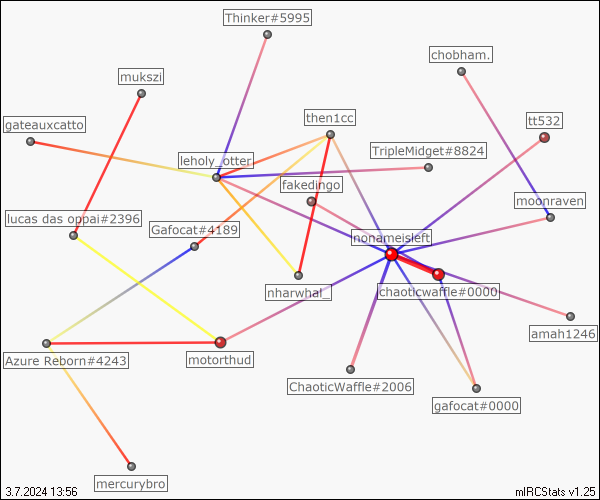 Thinker#5995
chobham.
mukszi
then1cc
tt532
gateauxcatto
TripleMidget#8824
leholy_otter
fakedingo
moonraven
lucas das oppai#2396
Gafocat#4189
nonameisleft
nharwhal_
chaoticwaffle#0000
amah1246
Azure Reborn#4243
motorthud
ChaoticWaffle#2006
gafocat#0000
mercurybro
3.7.2024 13:56
mIRCStats v1.25